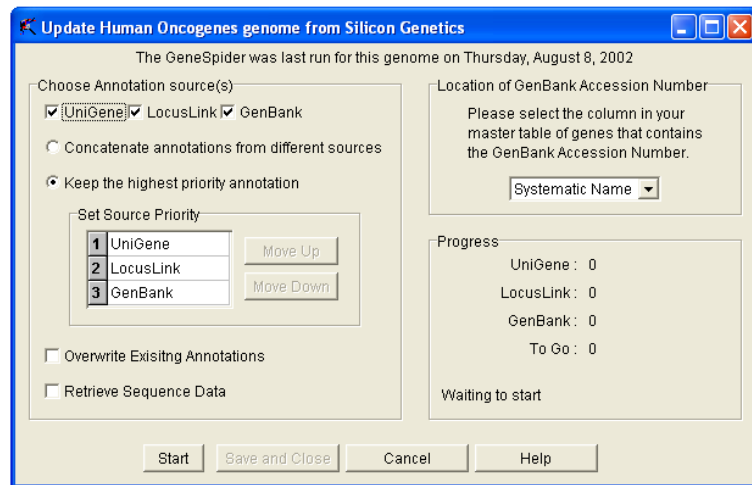 Update Human Oncogenes genome from Silicon Genetics
The GeneSpider was last run for this genome on Thursday, August 8, 2002
Choose Annotation source(s)
UniGene LocusLink GenBank
Concatenate annotations from different sources
Keep the highest priority annotation
Set Source Priority
1 UniGene
2 LocusLink
3 GenBank
Move Up
Move Down
Overwrite Exisitng Annotations
Retrieve Sequence Data
Location of GenBank Accession Number
Please select the column in your
master table of genes that contains
the GenBank Accession Number.
Systematic Name
Progress
UniGene : 0
LocusLink : 0
GenBank : 0
To Go : 0
Waiting to start
Start Save and Close Cancel Help